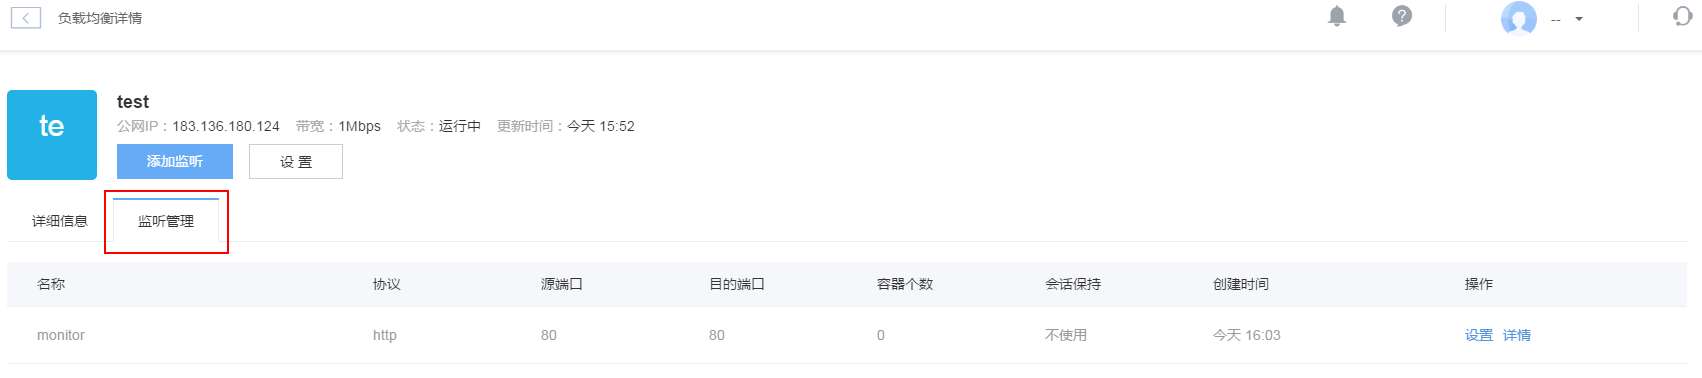 负载均衡详情
? --
te
test
公网IP：183.136.180.124 带宽：1Mbps 状态：运行中 更新时间：今天 15:52
添加监听 设 置
详细信息 监听管理
名称 协议 源端口 目的端口 容器个数 会话保持 创建时间 操作
monitor http 80 80 0 不使用 今天 16:03 设置 详情